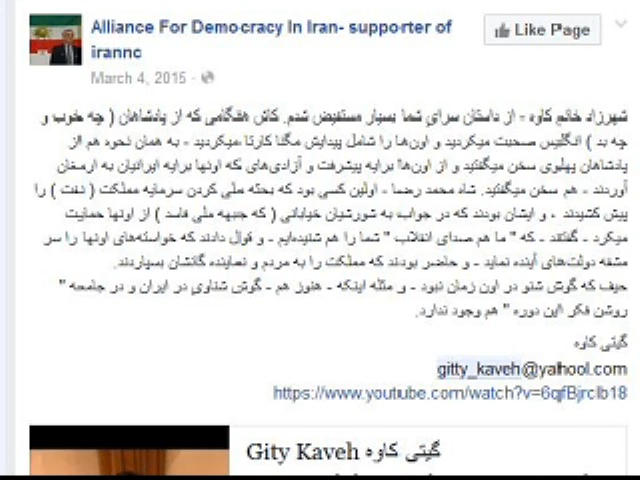 Alliance For Democracy In Iran- supporter of
irannc
Like Page
March 4, 2015
شهرزاد خانم کاوه - از داستان سرای شما بسیار مستفیض شدم. کاش هنگامی که از پادشاهان ( چه خوب و
چه بد ) انگلیس صحبت میکردید و اون‌ها را شامل پیدایش مگنا کارتا میکردید - به همان نحوه هم از
پادشاهان پهلوی سخن میگفتید و از اون‌ها برایه پیشرفت و آزادی‌های که اونها برایه ایرانیان به ارمغان
آوردند - هم سخن میگفتید. شاه محمد رضا - اولین کسی بود که بحثه ملی کردن سرمایه مملکت ( نفت ) را
پیش کشیدند - و ایشان بودند که در جواب به شورشیان خیابانی ( که جبهه ملی فاسد ) از اونها حمایت
میکرد - گفتند - که " ما هم صدای انقلاب " شما را هم شنیده‌ایم - و قول دادند که خواسته‌های اونها را سر
مشقه دولت‌های آینده نماید - و حاضر بودند که مملکت را به مردم و نماینده گانشان بسپارند.
حیف که گوش شنو در اون زمان نبود - و مثله اینکه - هنوز هم - گوش شناوی در ایران و در جامعه "
روشن فکر این دوره " هم وجود ندارد.
گیتی کاوه
gitty_kaveh@yahool.com
https://www.youtube.com/watch?v=6qfBjrclb18
Gity Kaveh گیتی کاوه